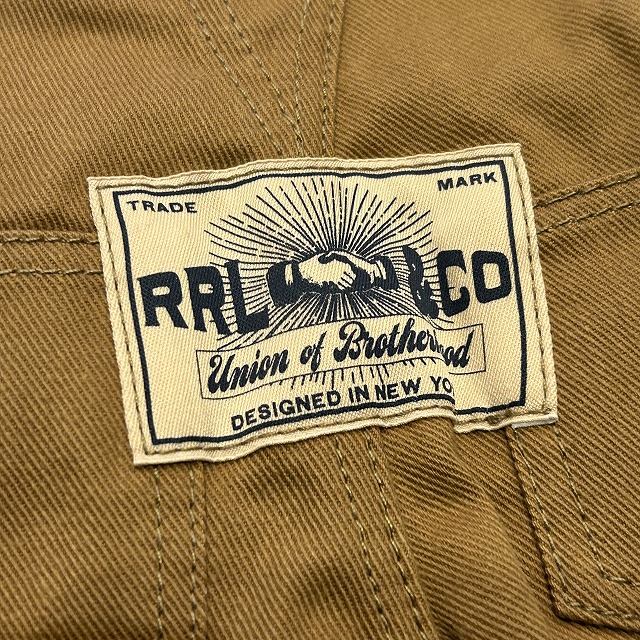 TRADE MARK
RRL & CO
Union of Brotherhood
DESIGNED IN NEW YO